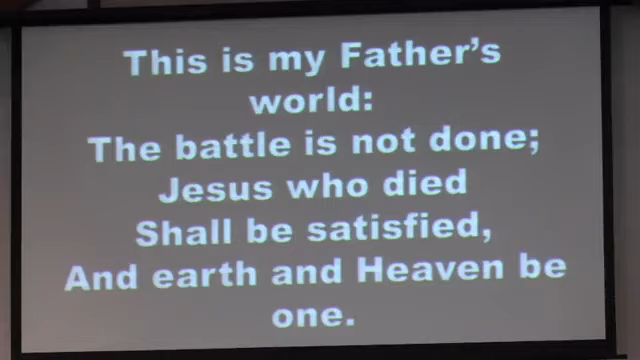 This is my Father's
world:
The battle is not done;
Jesus who died
Shall be satisfied,
And earth and Heaven be
one.